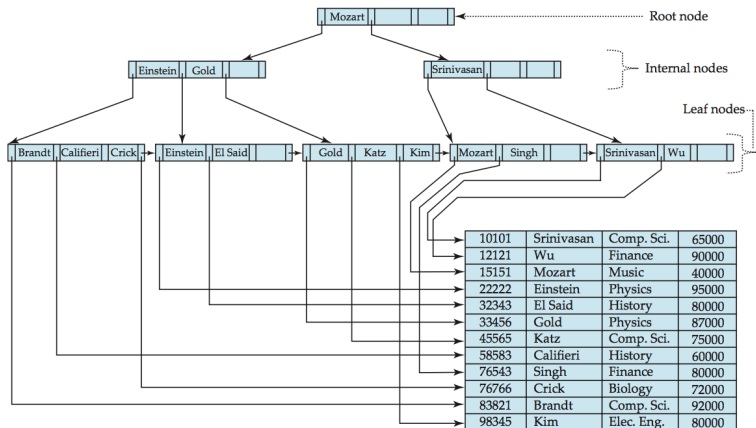 Mozart
Root node
Einstein Gold
Srinivasan
Internal nodes
Leaf nodes
Brandt Califieri Crick Einstein El Said Gold Katz Kim Mozart Singh Srinivasan Wu
10101 Srinivasan Comp. Sci. 65000
12121 Wu Finance 90000
15151 Mozart Music 40000
22222 Einstein Physics 95000
32343 El Said History 80000
33456 Gold Physics 87000
45565 Katz Comp. Sci. 75000
58583 Califieri History 60000
76543 Singh Finance 80000
76766 Crick Biology 72000
83821 Brandt Comp. Sci. 92000
98345 Kim Elec. Eng. 80000